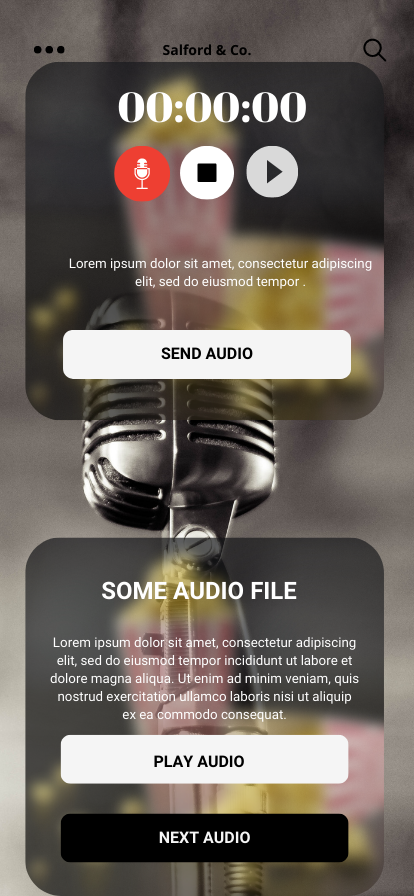 Salford & Co.
00:00:00
Lorem ipsum dolor sit amet, consectetur adipiscing
elit, sed do eiusmod tempor .
SEND AUDIO
SOME AUDIO FILE
Lorem ipsum dolor sit amet, consectetur adipiscing
elit, sed do eiusmod tempor incididunt ut labore et
dolore magna aliqua. Ut enim ad minim veniam, quis
nostrud exercitation ullamco laboris nisi ut aliquip
ex ea commodo consequat.
PLAY AUDIO
NEXT AUDIO